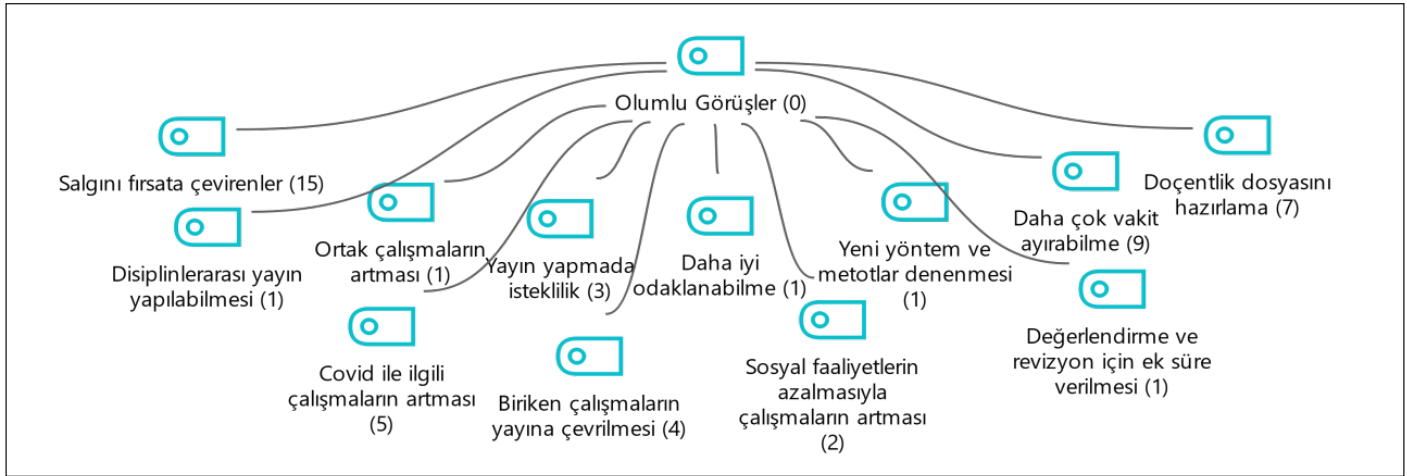 Olumlu Görüşler (0)
Salgını fırsata çevirenler (15)
Disiplinlerarası yayın
yapılabilmesi (1)
Ortak çalışmaların
artması (1)
Yayın yapmada
isteklilik (3)
Daha iyi
odaklanabilme (1)
Yeni yöntem ve
metotlar denenmesi
(1)
Daha çok vakit
ayırabilme (9)
Doçentlik dosyasını
hazırlama (7)
Covid ile ilgili
çalışmaların artması
(5)
Biriken çalışmaların
yayına çevrilmesi (4)
Sosyal faaliyetlerin
azalmasıyla
çalışmaların artması
(2)
Değerlendirme ve
revizyon için ek süre
verilmesi (1)